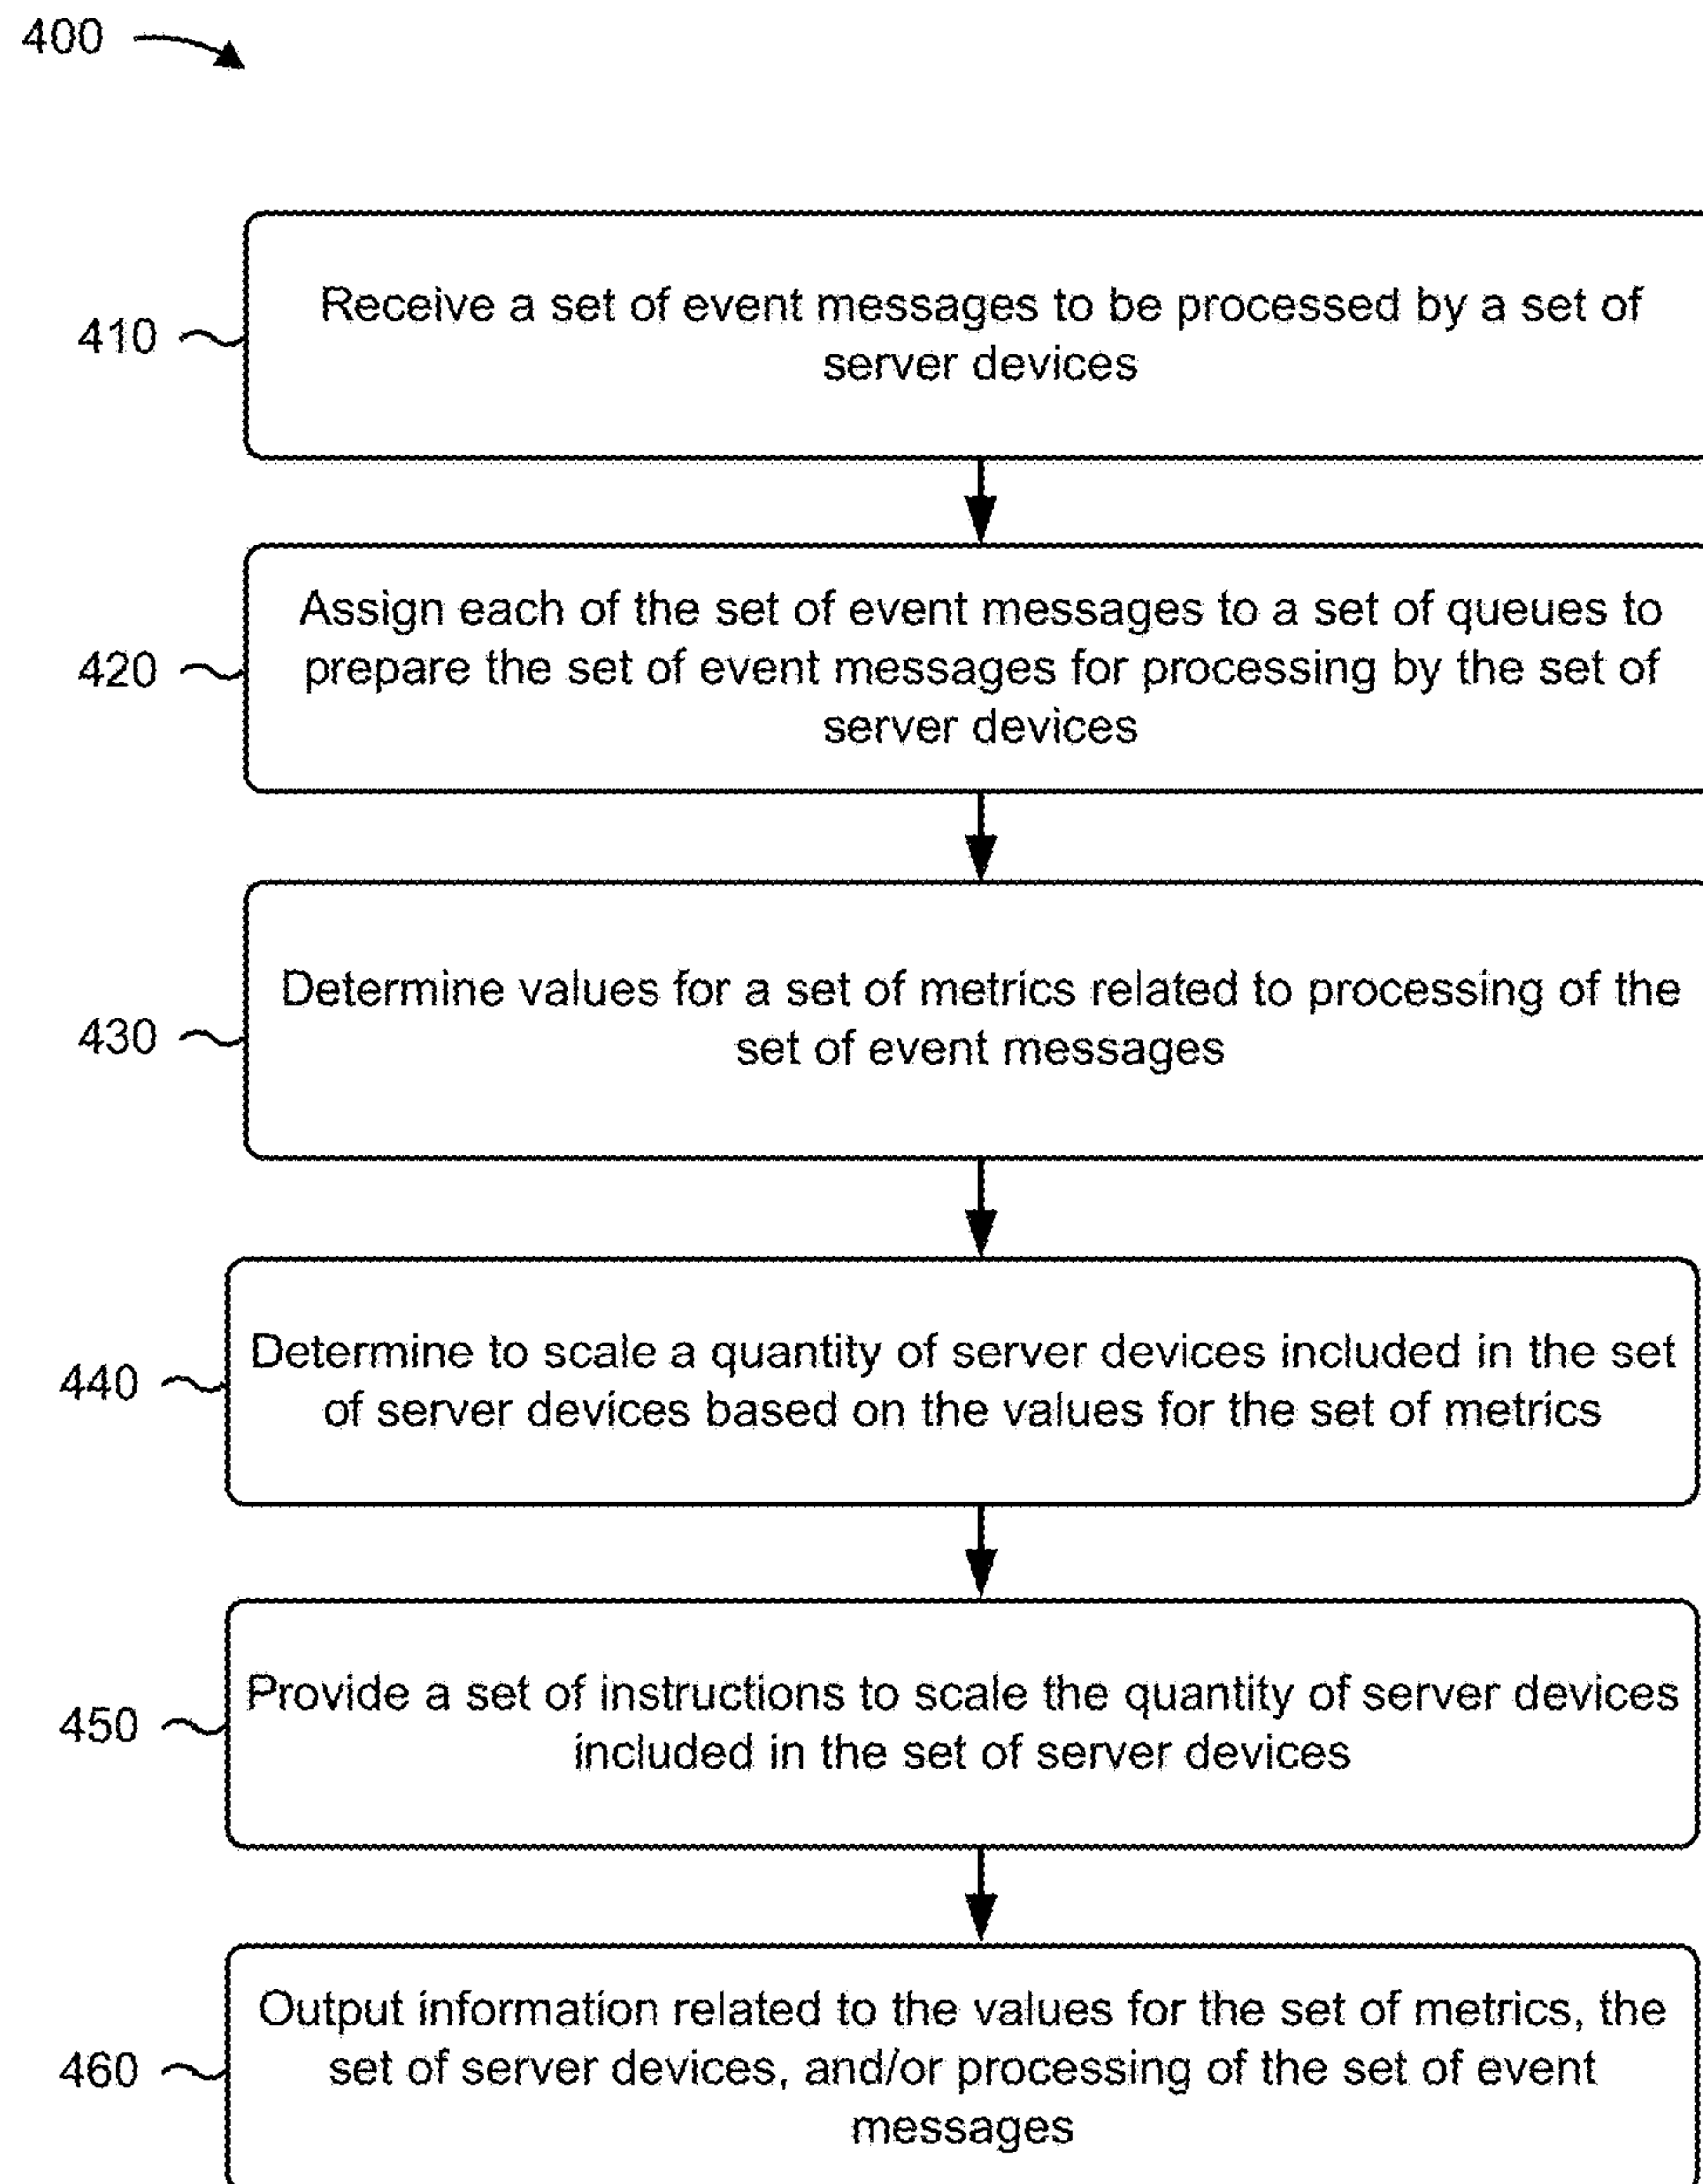 400
410
Receive a set of event messages to be processed by a set of
server devices
420
Assign each of the set of event messages to a set of queues to
prepare the set of event messages for processing by the set of
server devices
430
Determine values for a set of metrics related to processing of the
set of event messages
440
Determine to scale a quantity of server devices included in the set
of server devices based on the values for the set of metrics
450
Provide a set of instructions to scale the quantity of server devices
included in the set of server devices
460
Output information related to the values for the set of metrics, the
set of server devices, and/or processing of the set of event
messages